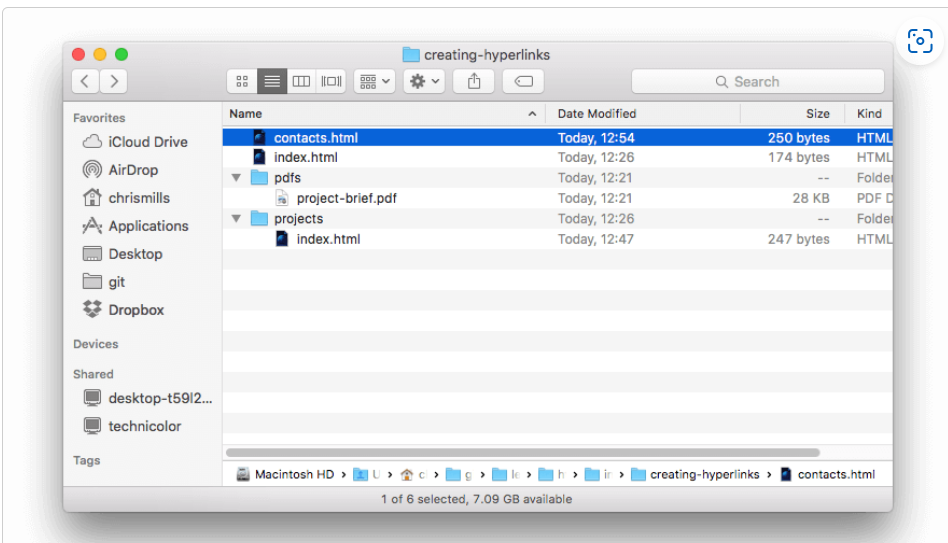 creating-hyperlinks
Search
Favorites
iCloud Drive
AirDrop
chrismills
Applications
Desktop
git
Dropbox
Devices
Shared
desktop-t59l2...
technicolor
Tags
Name Date Modified Size Kind
contacts.html Today, 12:54 250 bytes HTML
index.html Today, 12:26 174 bytes HTML
pdfs Today, 12:21 -- Folde
project-brief.pdf Today, 12:21 28 KB PDF D
projects Today, 12:26 -- Folde
index.html Today, 12:47 247 bytes HTML
Macintosh HD › U › c › g › le › h › in › creating-hyperlinks › contacts.html
1 of 6 selected, 7.09 GB available